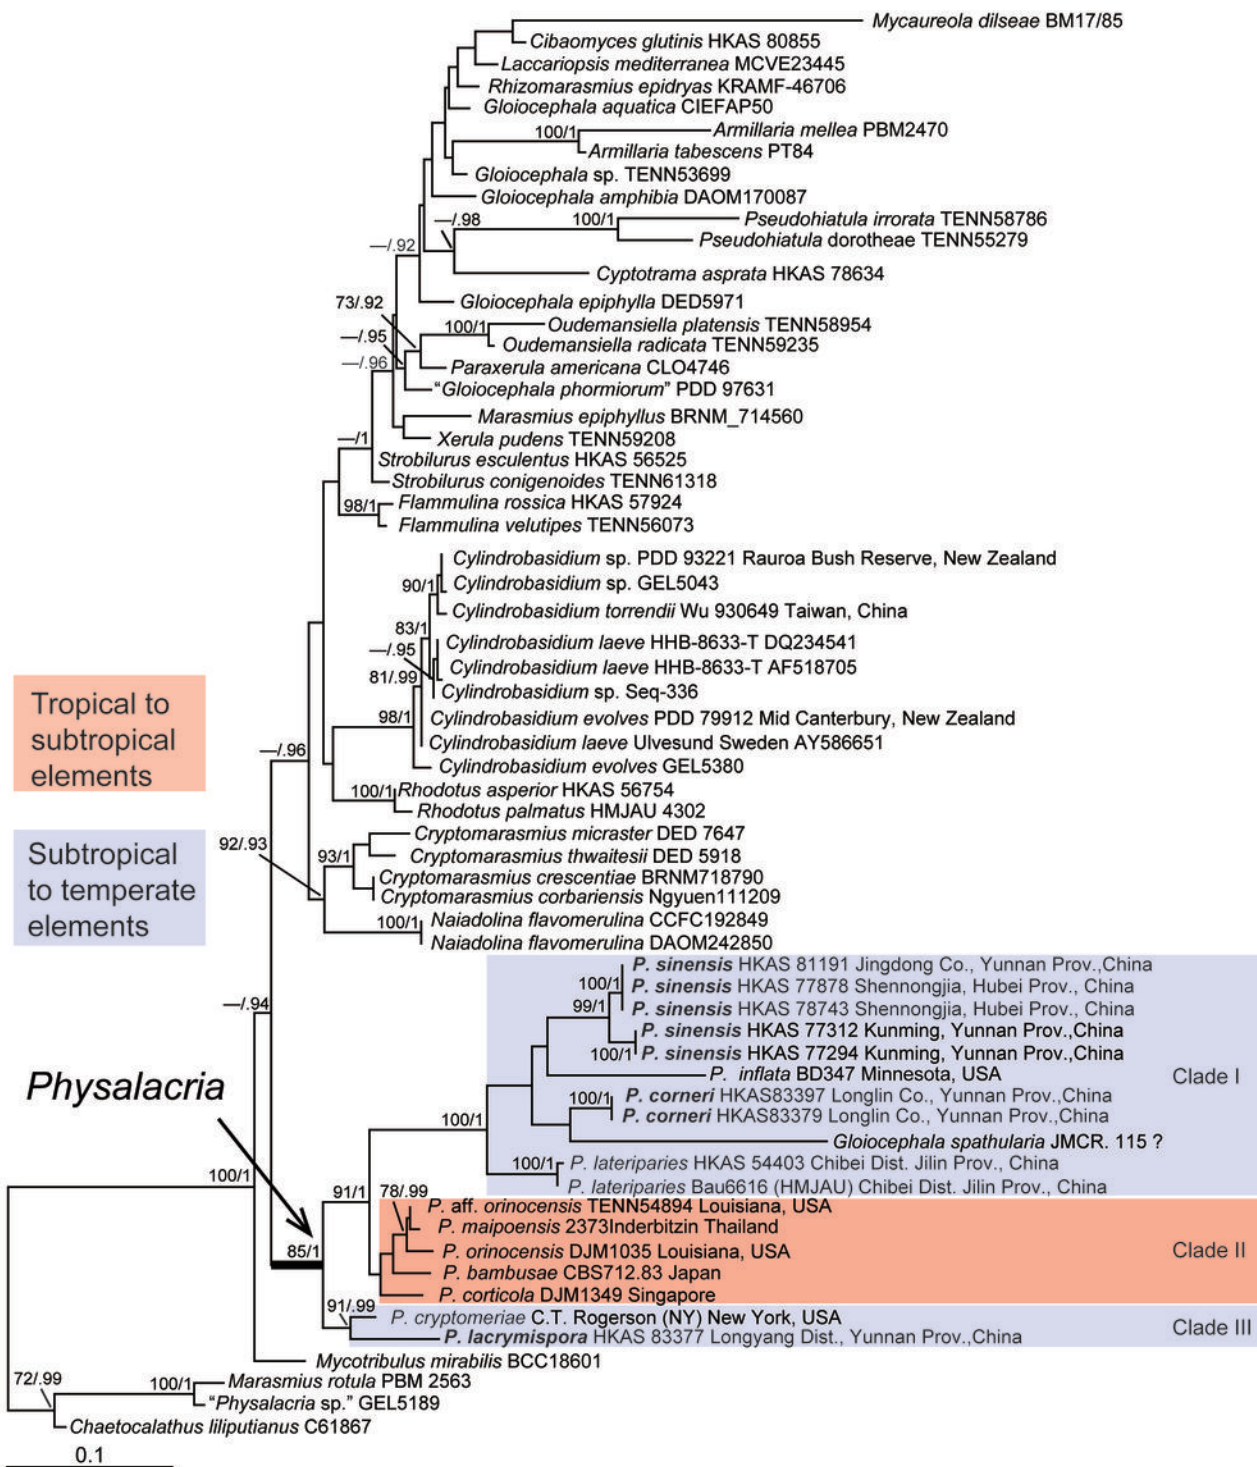 Mycaureola dilseae BM17/85
Cibaomyces glutinis HKAS 80855
Laccariopsis mediterranea MCVE23445
Rhizomarasmius epidryas KRAMF-46706
Gloiocephala aquatica CIEFAP50
100/1
Armillaria mellea PBM2470
Armillaria tabescens PT84
Gloiocephala sp. TENN53699
Gloiocephala amphibia DAOM170087
—/.98
100/1
Pseudohiatula irrorata TENN58786
Pseudohiatula dorotheae TENN55279
—/.92
Cyptotrama asprata HKAS 78634
73/.92
Gloiocephala epiphylla DED5971
100/1
Oudemansiella platensis TENN58954
—/.95
Oudemansiella radicata TENN59235
—/.96
Paraxerula americana CLO4746
“Gloiocephala phormiorum” PDD 97631
Marasmius epiphyllus BRNM_714560
—/1
Xerula pudens TENN59208
Strobilurus esculentus HKAS 56525
Strobilurus conigenoides TENN61318
98/1
Flammulina rossica HKAS 57924
Flammulina velutipes TENN56073
Cylindrobasidium sp. PDD 93221 Rauroa Bush Reserve, New Zealand
90/1
Cylindrobasidium sp. GEL5043
Cylindrobasidium torrendii Wu 930649 Taiwan, China
83/1
Cylindrobasidium laeve HHB-8633-T DQ234541
—/.95
Cylindrobasidium laeve HHB-8633-T AF518705
81/.99
Cylindrobasidium sp. Seq-336
98/1
Cylindrobasidium evolves PDD 79912 Mid Canterbury, New Zealand
Cylindrobasidium laeve Ulvesund Sweden AY586651
Cylindrobasidium evolves GEL5380
Tropical to
subtropical
elements
—/.96
100/1
Rhodotus asperior HKAS 56754
Rhodotus palmatus HMJAU 4302
Subtropical
to temperate
elements
92/.93
93/1
Cryptomarasmius micraster DED 7647
Cryptomarasmius thwaitesii DED 5918
Cryptomarasmius crescentiae BRNM718790
Cryptomarasmius corbariensis Ngyuen111209
100/1
Naiadolina flavomerulina CCFC192849
Naiadolina flavomerulina DAOM242850
—/.94
P. sinensis HKAS 81191 Jingdong Co., Yunnan Prov.,China
100/1
P. sinensis HKAS 77878 Shennongjia, Hubei Prov., China
99/1
P. sinensis HKAS 78743 Shennongjia, Hubei Prov., China
P. sinensis HKAS 77312 Kunming, Yunnan Prov.,China
100/1
P. sinensis HKAS 77294 Kunming, Yunnan Prov.,China
P. inflata BD347 Minnesota, USA
Clade I
Physalacria
100/1
P. corneri HKAS83397 Longlin Co., Yunnan Prov., China
P. corneri HKAS83379 Longlin Co., Yunnan Prov., China
100/1
Gloiocephala spathularia JMCR. 115 ?
100/1
P. lateriparies HKAS 54403 Chibei Dist. Jilin Prov., China
100/1
P. lateriparies Bau6616 (HMJAU) Chibei Dist. Jilin Prov., China
91/1
78/.99
P. aff. orinocensis TENN54894 Louisiana, USA
P. maipoensis 2373Inderbitzin Thailand
85/1
P. orinocensis DJM1035 Louisiana, USA
Clade II
P. bambusae CBS712.83 Japan
P. corticola DJM1349 Singapore
91/.99
P. cryptomeriae C.T. Rogerson (NY) New York, USA
Clade III
P. lacrymispora HKAS 83377 Longyang Dist., Yunnan Prov.,China
Mycotribulus mirabilis BCC18601
72/.99
100/1
Marasmius rotula PBM 2563
“Physalacria sp.” GEL5189
Chaetocalathus liliputianus C61867
0.1